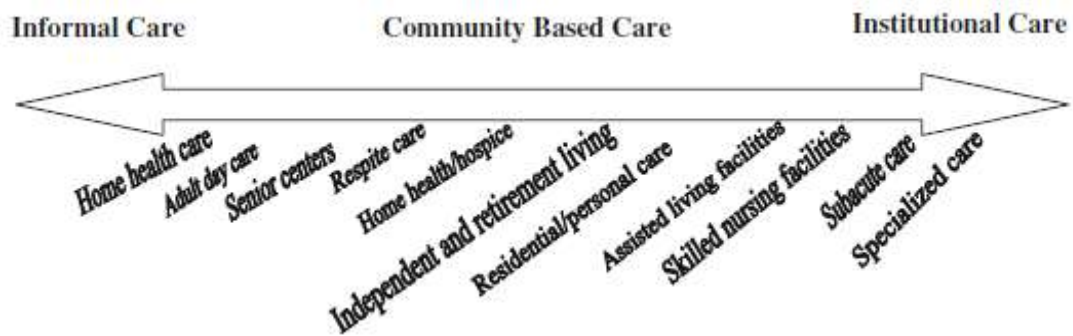 Informal Care
Community Based Care
Institutional Care
Home health care
Adult day care
Senior centers
Respite care
Home health/hospice
Independent and retirement living
Residential/personal care
Assisted living facilities
Skilled nursing facilities
Subacute care
Specialized care